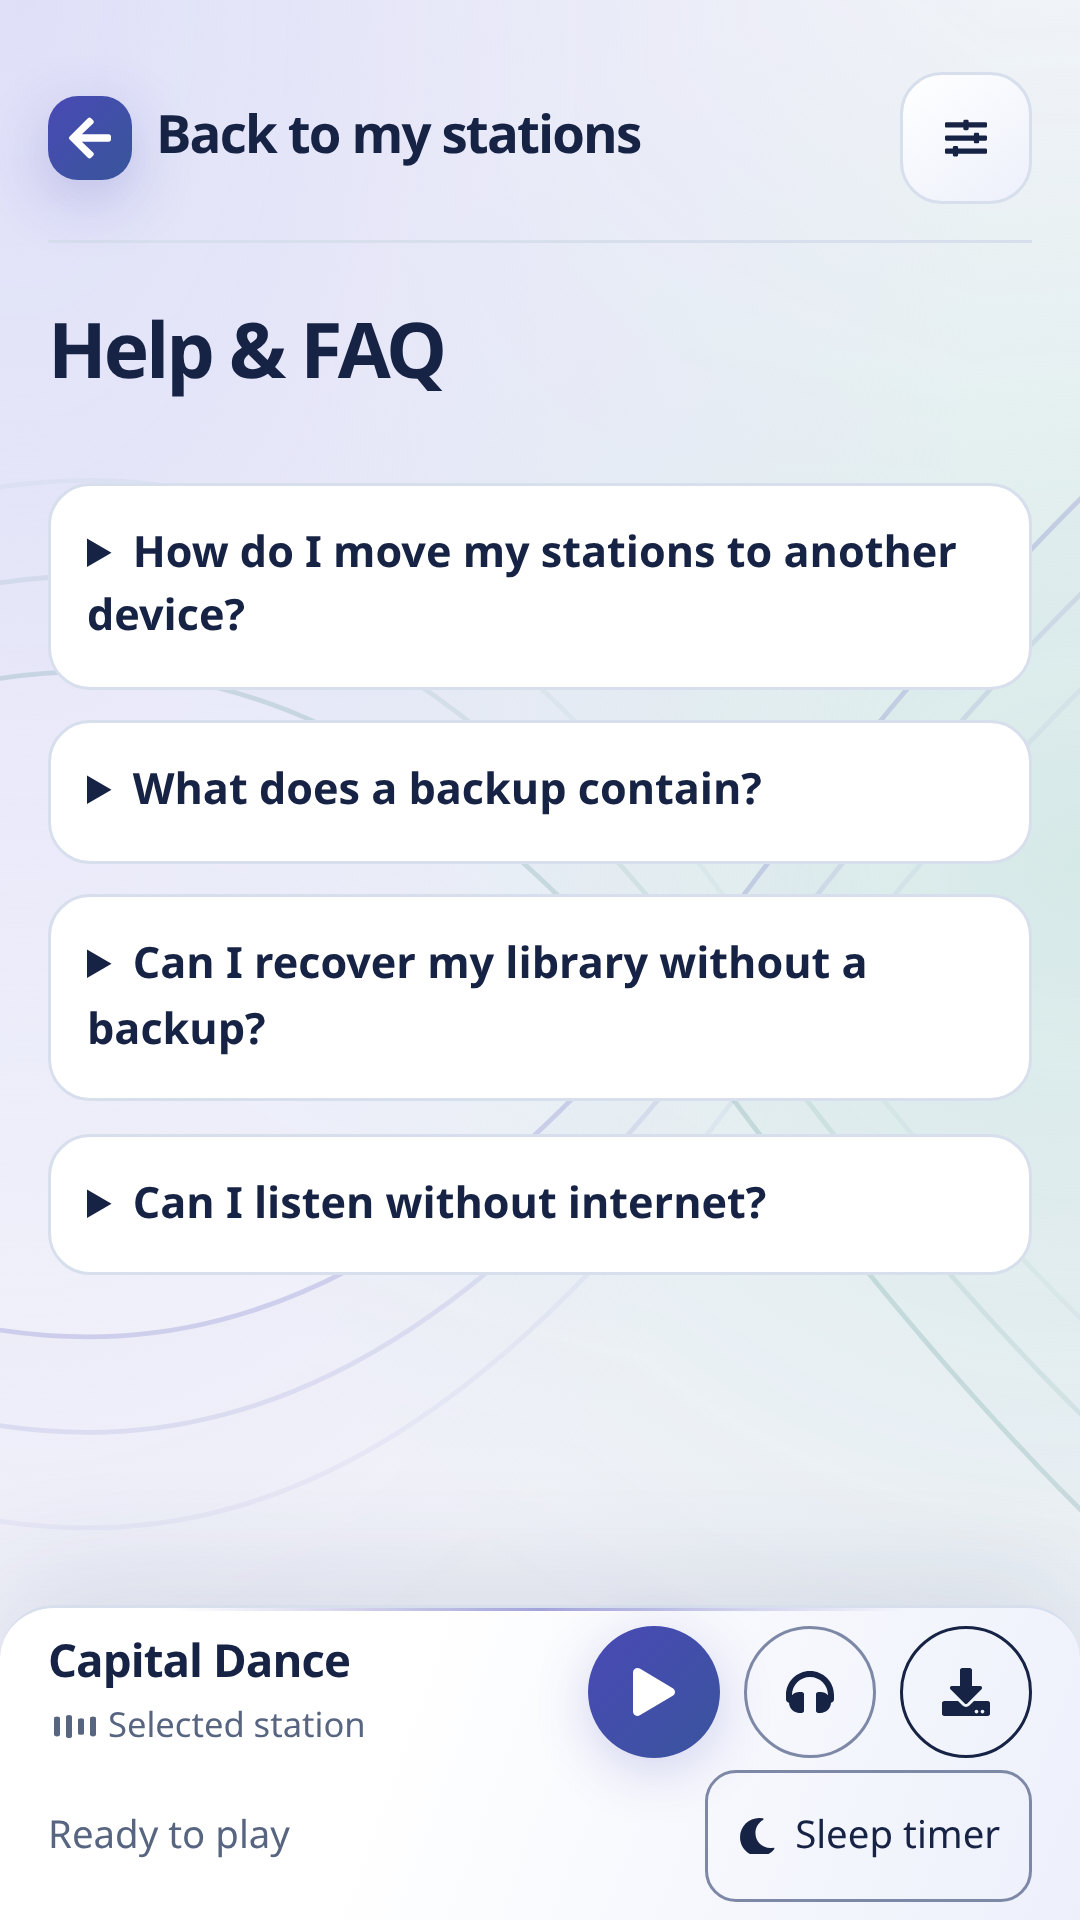 Back to my stations
Help & FAQ
How do I move my stations to another
device?
What does a backup contain?
Can I recover my library without a
backup?
Can I listen without internet?
Capital Dance
Selected station
Ready to play
Sleep timer